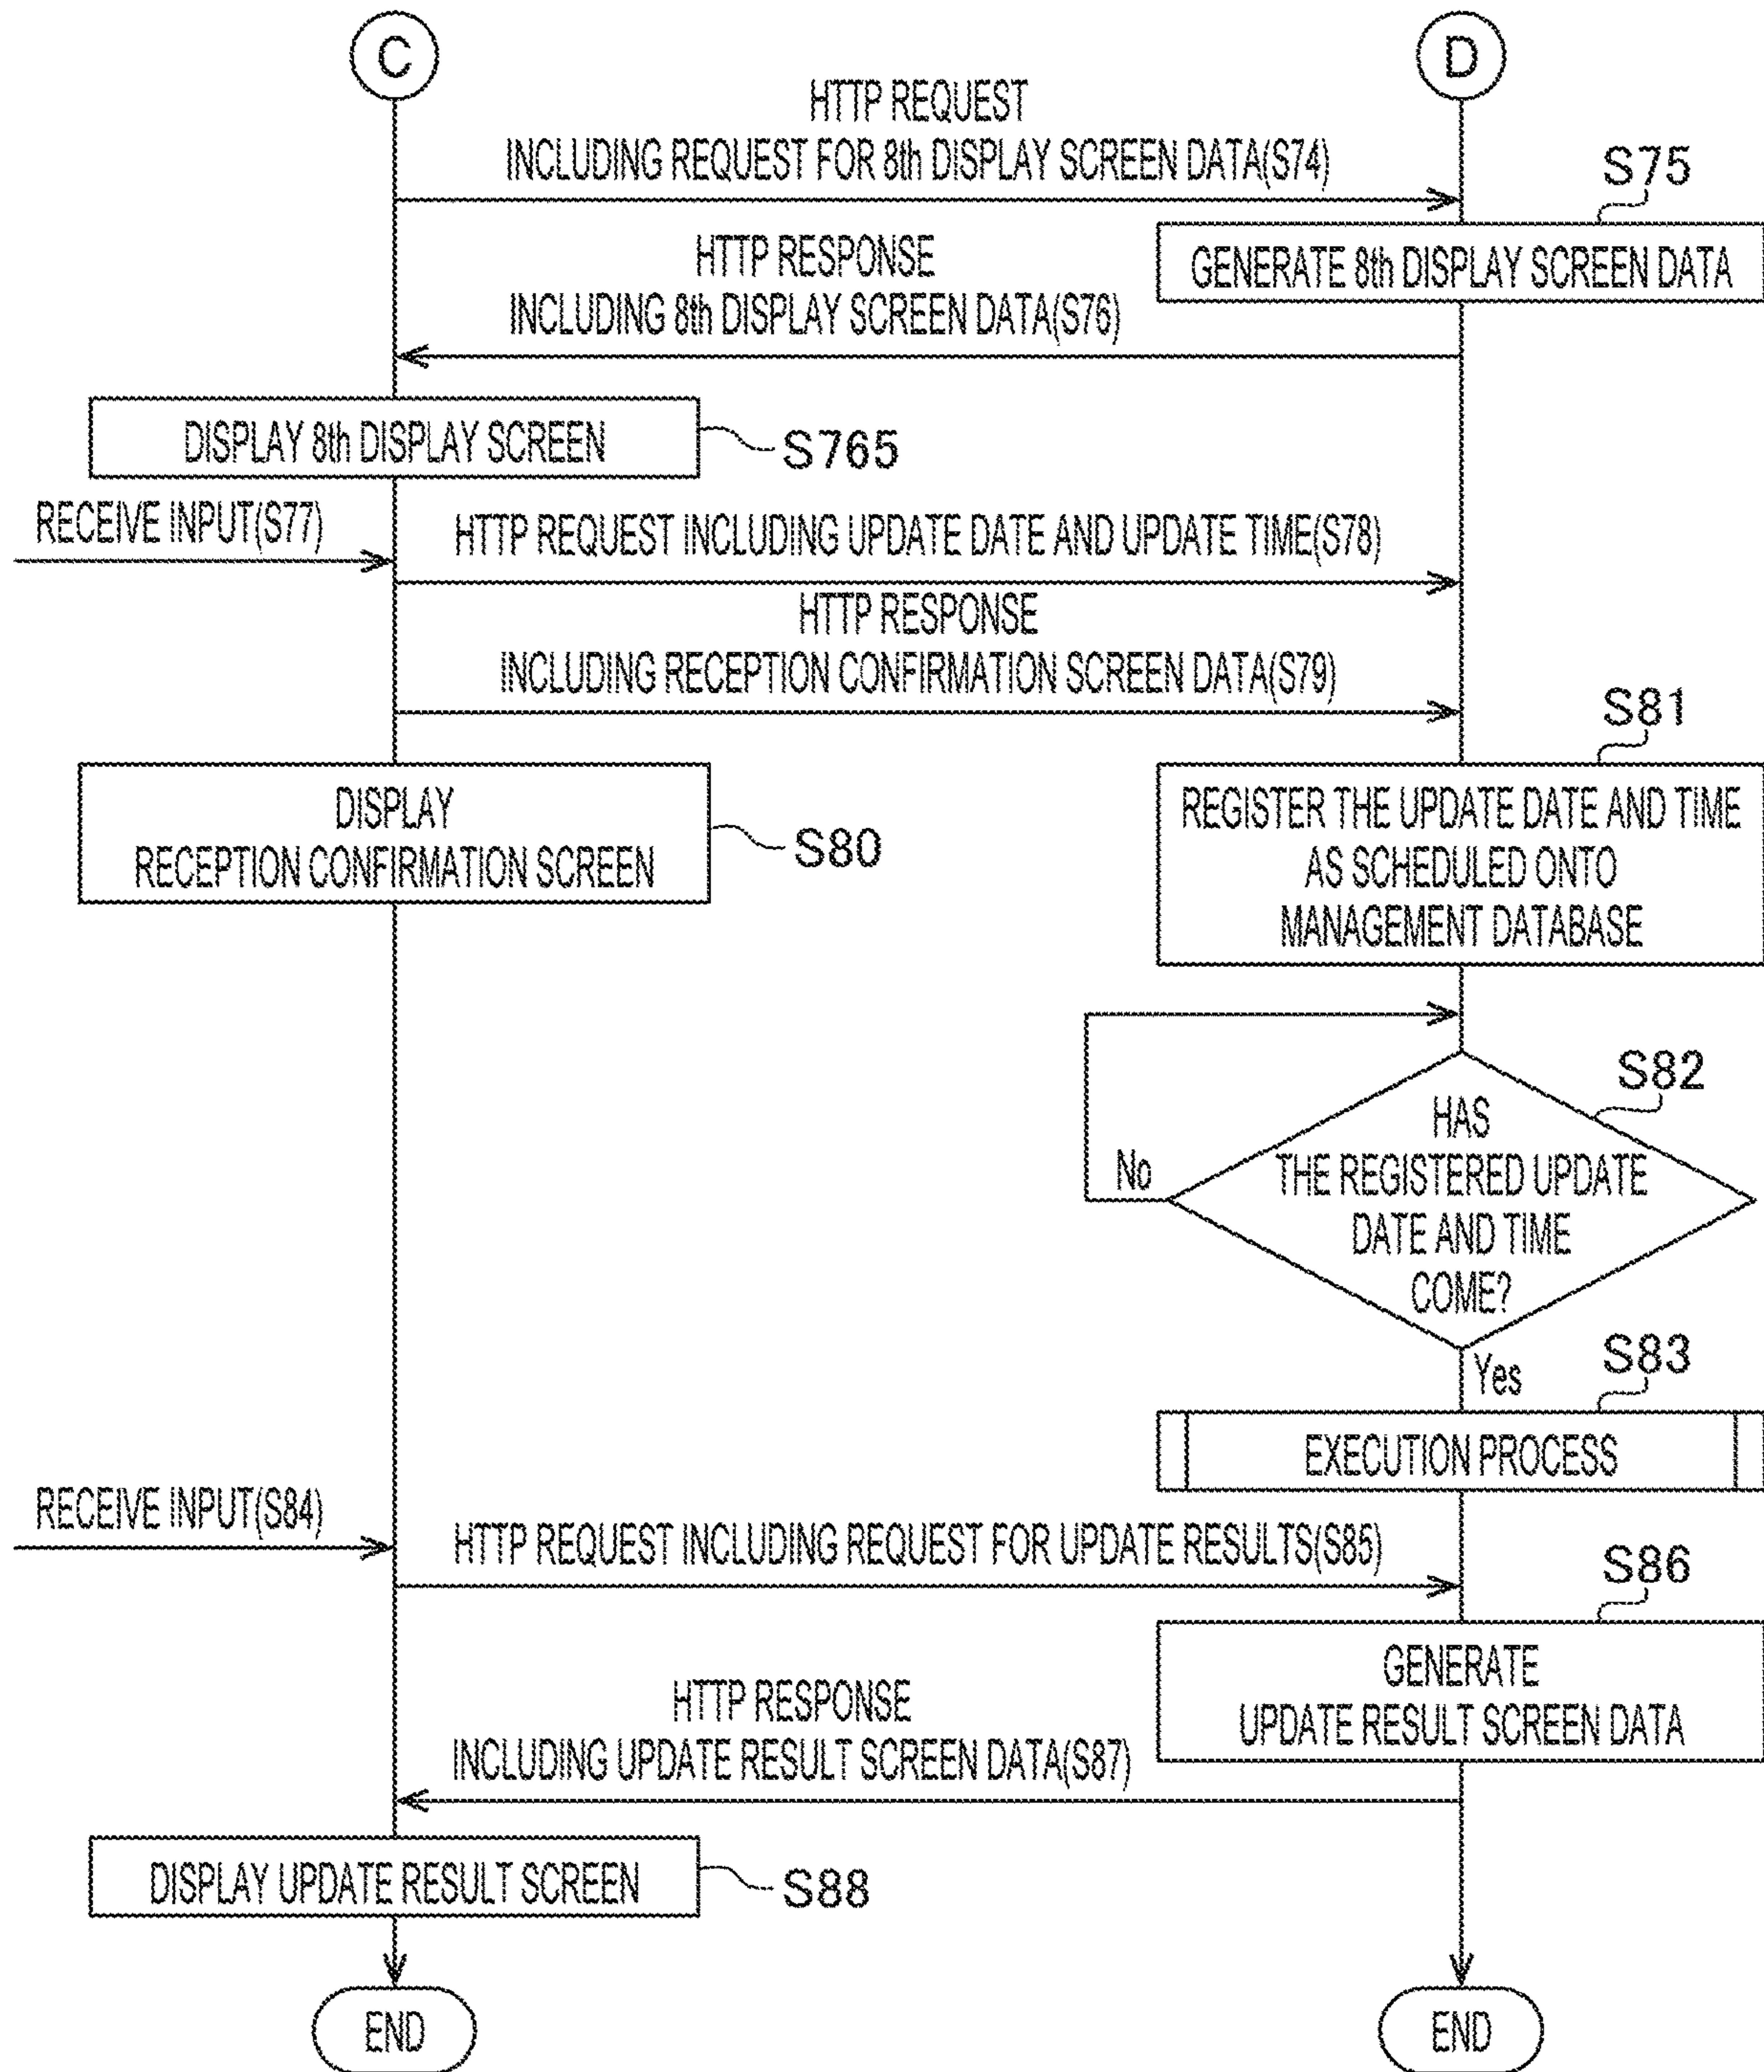 C
D
HTTP REQUEST
INCLUDING REQUEST FOR 8th DISPLAY SCREEN DATA(S74)
S75
GENERATE 8th DISPLAY SCREEN DATA
HTTP RESPONSE
INCLUDING 8th DISPLAY SCREEN DATA(S76)
DISPLAY 8th DISPLAY SCREEN
S765
RECEIVE INPUT(S77)
HTTP REQUEST INCLUDING UPDATE DATE AND UPDATE TIME(S78)
HTTP RESPONSE
INCLUDING RECEPTION CONFIRMATION SCREEN DATA(S79)
S81
DISPLAY
RECEPTION CONFIRMATION SCREEN
S80
REGISTER THE UPDATE DATE AND TIME
AS SCHEDULED ONTO
MANAGEMENT DATABASE
S82
HAS
THE REGISTERED UPDATE
DATE AND TIME
COME?
No
Yes
S83
EXECUTION PROCESS
RECEIVE INPUT(S84)
HTTP REQUEST INCLUDING REQUEST FOR UPDATE RESULTS(S85)
S86
GENERATE
UPDATE RESULT SCREEN DATA
HTTP RESPONSE
INCLUDING UPDATE RESULT SCREEN DATA(S87)
DISPLAY UPDATE RESULT SCREEN
S88
END
END